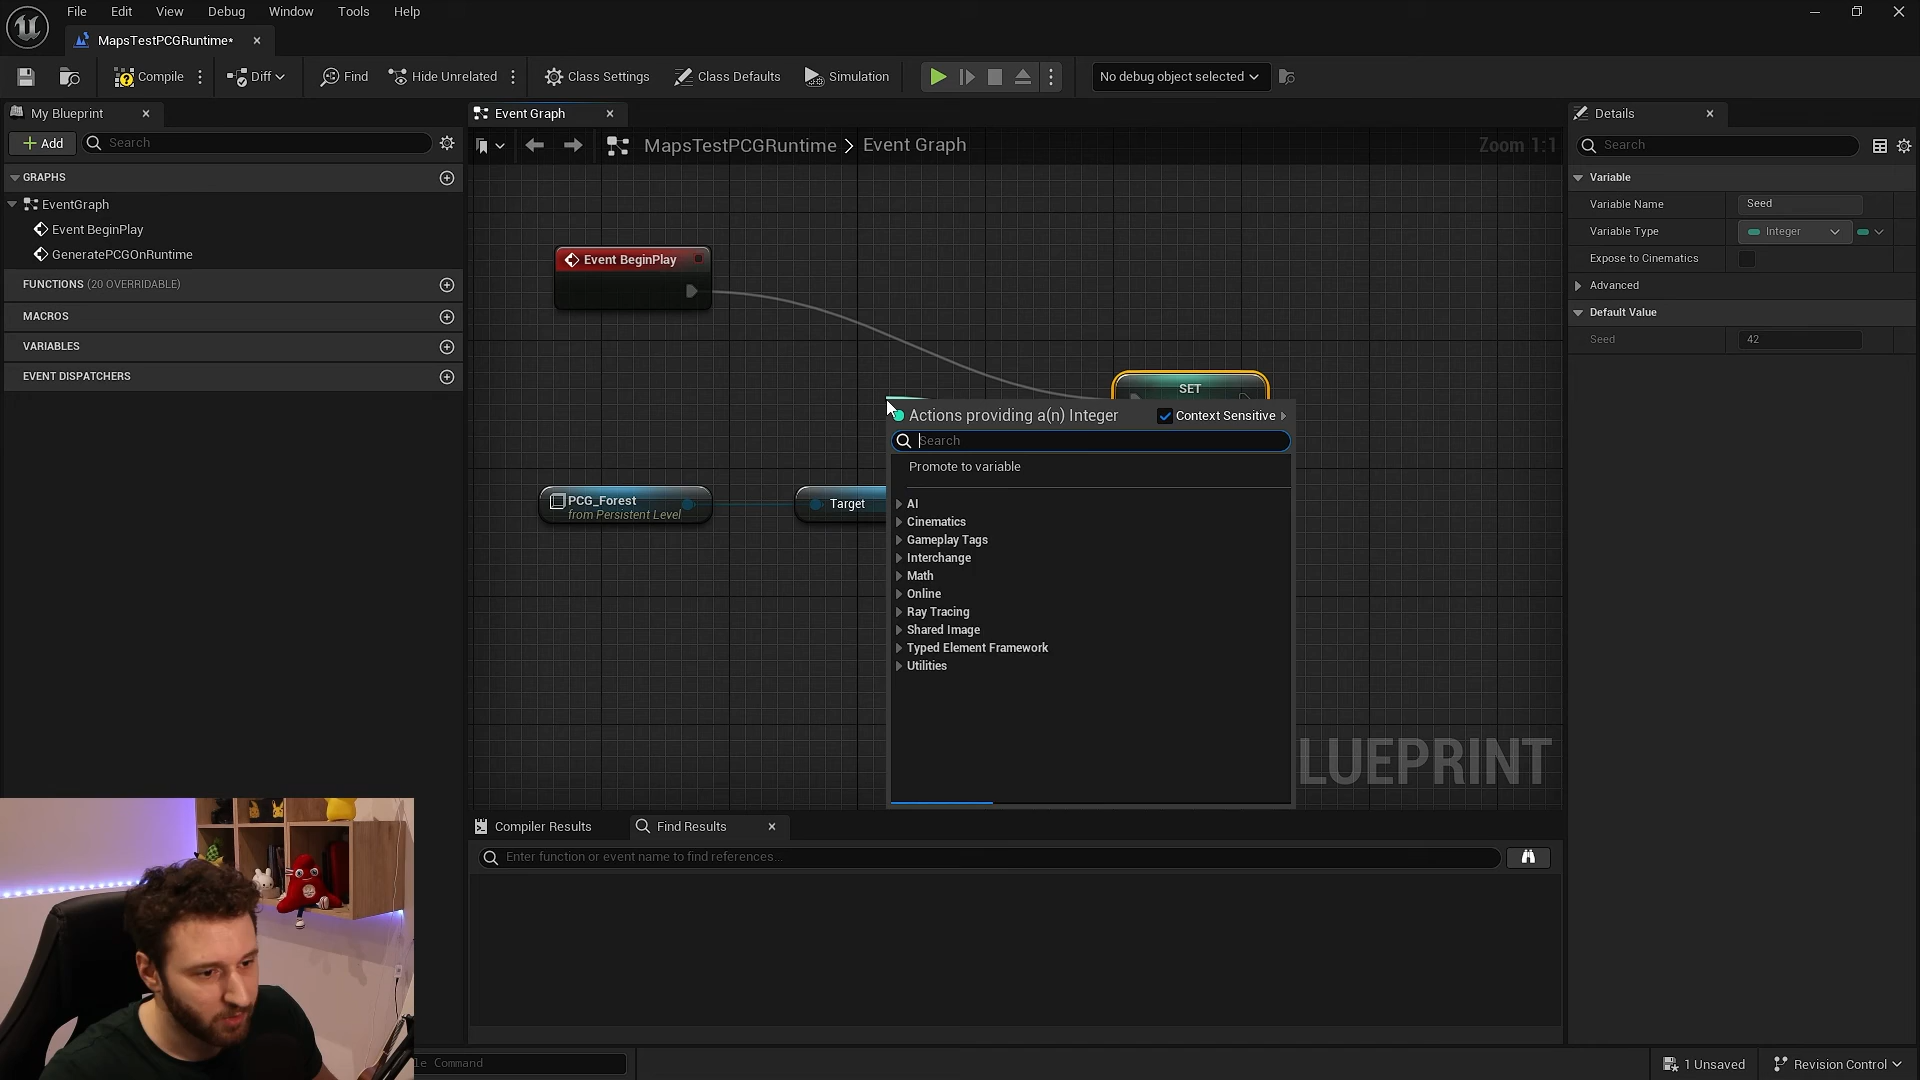 File Edit View Debug Window Tools Help
MapsTestPCGRuntime*
Compile Diff Find Hide Unrelated Class Settings Class Defaults Simulation No debug object selected
My Blueprint
Add Search
GRAPHS
EventGraph
Event BeginPlay
GeneratePCGOnRuntime
FUNCTIONS (20 OVERRIDABLE)
MACROS
VARIABLES
EVENT DISPATCHERS
Event Graph
MapsTestPCGRuntime > Event Graph
Zoom 1:1
Event BeginPlay
SET
PCG_Forest
from Persistent Level
Target
Actions providing a(n) Integer
Context Sensitive
Search
Promote to variable
AI
Cinematics
Gameplay Tags
Interchange
Math
Online
Ray Tracing
Shared Image
Typed Element Framework
Utilities
LUEPRINT
Compiler Results
Find Results
Enter function or event name to find references...
Details
Search
Variable
Variable Name Seed
Variable Type Integer
Expose to Cinematics
Advanced
Default Value
Seed 42
le Command
1 Unsaved
Revision Control